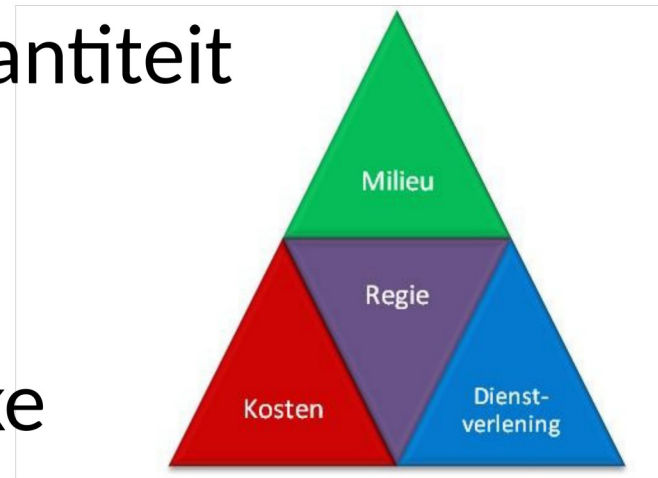 antiteit
Milieu
Regie
Kosten
Dienst-
verlening